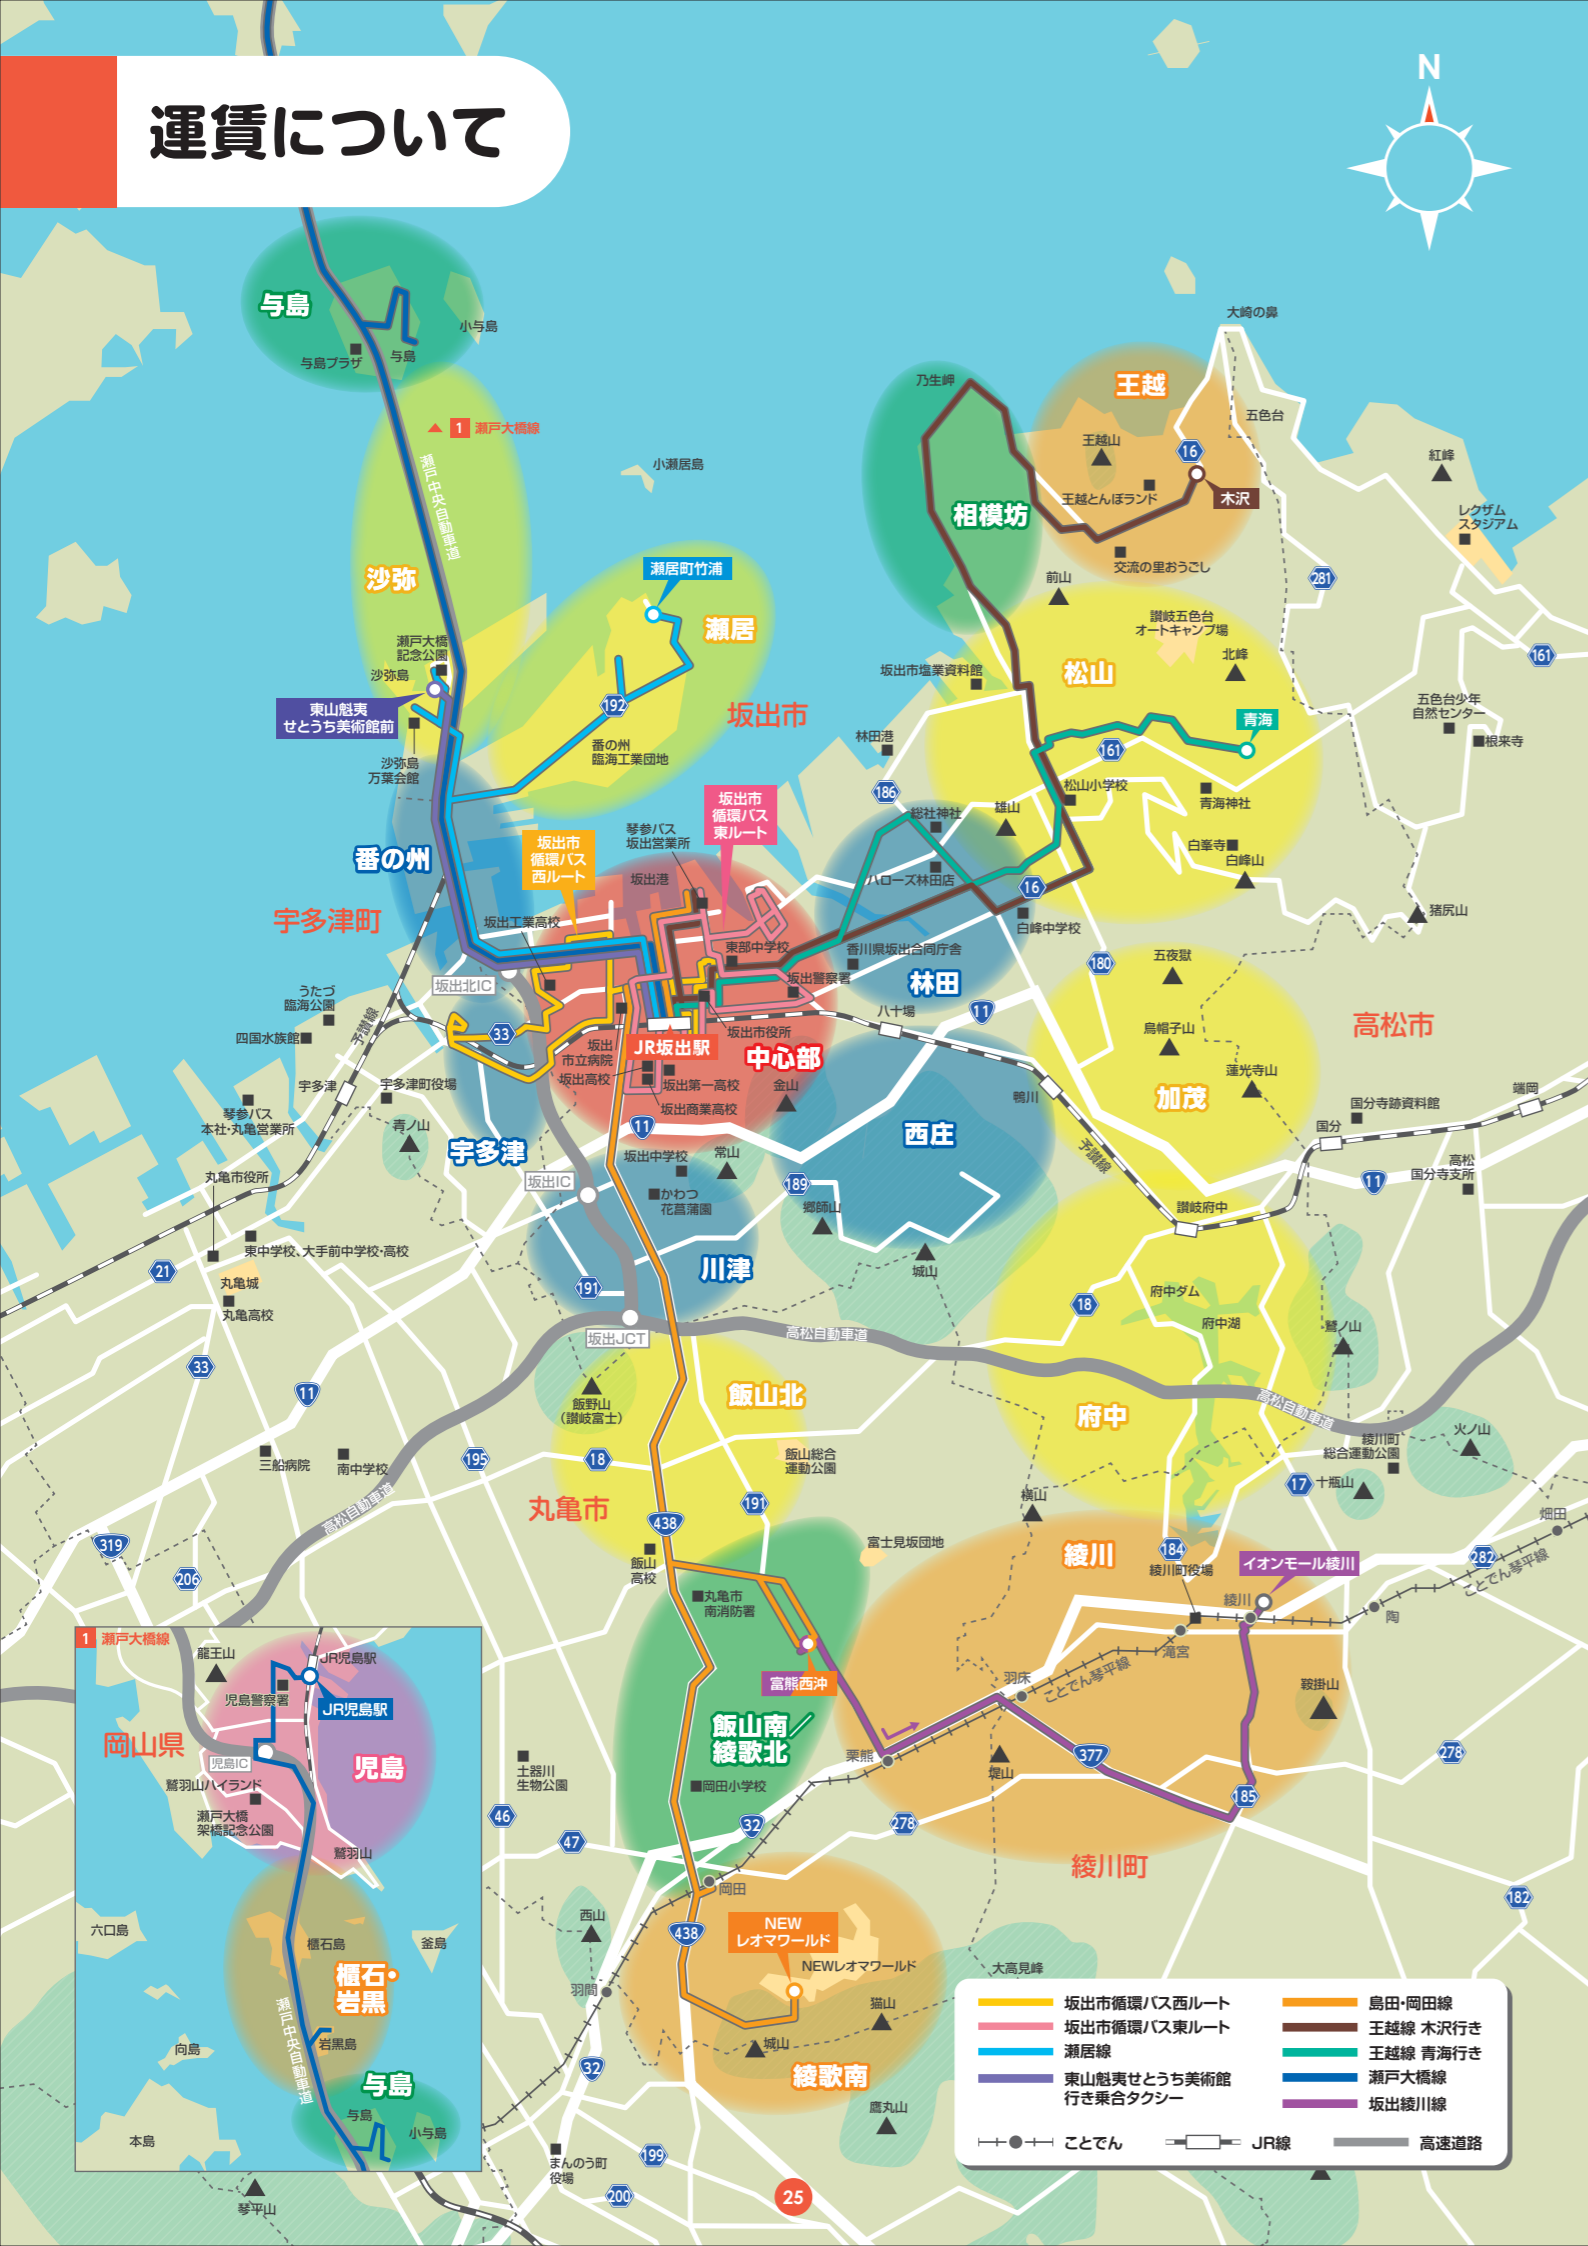 運賃について
N
与島
小与島
与島プラザ
与島
1 瀬戸大橋線
瀬戸中央自動車道
小瀬居島
沙弥
瀬居町竹浦
瀬居
瀬戸大橋
記念公園
沙弥島
東山魁夷
せとうち美術館前
192
番の州
臨海工業団地
沙弥島
万葉会館
坂出市
大崎の鼻
乃生岬
王越
五色台
王越山
16
王越とんぼランド
木沢
紅峰
レクザム
スタジアム
相模坊
交流の里おうごし
前山
281
讃岐五色台
オートキャンプ場
北峰
161
坂出市塩業資料館
松山
五色台少年
自然センター
根来寺
青海
林田港
161
186
松山小学校
青海神社
総社神社
雄山
白峯寺
白峰山
ハローズ林田店
16
猪尻山
白峰中学校
番の州
坂出市
循環バス
西ルート
琴参バス
坂出営業所
坂出市
循環バス
東ルート
坂出港
宇多津町
坂出工業高校
東部中学校
香川県坂出合同庁舎
坂出警察署
林田
180
五夜嶽
坂出北IC
うたづ
臨海公園
四国水族館
予讃線
33
坂出
市立病院
JR坂出駅
坂出市役所
中心部
八十場
11
烏帽子山
高松市
宇多津
宇多津町役場
坂出高校
坂出第一高校
坂出商業高校
金山
鴨川
加茂
蓮光寺山
端岡
国分寺跡資料館
国分
琴参バス
本社・丸亀営業所
青ノ山
11
西庄
宇多津
坂出中学校
常山
予讃線
高松
国分寺支所
11
丸亀市役所
坂出IC
かわつ
花菖蒲園
189
郷師山
讃岐府中
東中学校、大手前中学校・高校
21
丸亀城
丸亀高校
川津
城山
191
18
府中ダム
府中湖
鷲ノ山
坂出JCT
高松自動車道
33
11
飯野山
(讃岐富士)
飯山北
府中
高松自動車道
綾川町
総合運動公園
火ノ山
三船病院
南中学校
195
18
飯山総合
運動公園
17
十瓶山
高松自動車道
丸亀市
191
横山
畑田
319
438
富士見坂団地
綾川
184
綾川町役場
イオンモール綾川
282
ことでん琴平線
206
飯山
高校
丸亀市
南消防署
綾川
陶
滝宮
富熊西沖
羽床
ことでん琴平線
鞍掛山
飯山南/
綾歌北
栗熊
377
堤山
278
岡田小学校
185
土器川
生物公園
46
47
32
278
綾川町
岡田
182
西山
438
NEW
レオマワールド
NEWレオマワールド
大高見峰
羽間
猫山
城山
綾歌南
32
鷹丸山
まんのう町
役場
199
200
琴平山
1 瀬戸大橋線
龍王山
JR児島駅
児島警察署
JR児島駅
岡山県
児島IC
児島
鷲羽山ハイランド
瀬戸大橋
架橋記念公園
鷲羽山
六口島
櫃石島
釜島
櫃石・
岩黒
瀬戸中央自動車道
向島
岩黒島
与島
与島
小与島
本島
坂出市循環バス西ルート
坂出市循環バス東ルート
瀬居線
東山魁夷せとうち美術館
行き乗合タクシー
島田・岡田線
王越線 木沢行き
王越線 青海行き
瀬戸大橋線
坂出綾川線
ことでん
JR線
高速道路
25